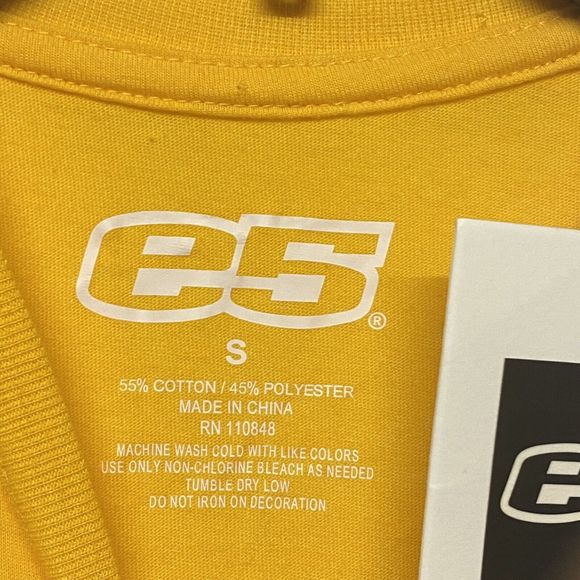 e5®
S
55% COTTON / 45% POLYESTER
MADE IN CHINA
RN 110848
MACHINE WASH COLD WITH LIKE COLORS
USE ONLY NON-CHLORINE BLEACH AS NEEDED
TUMBLE DRY LOW
DO NOT IRON ON DECORATION
e